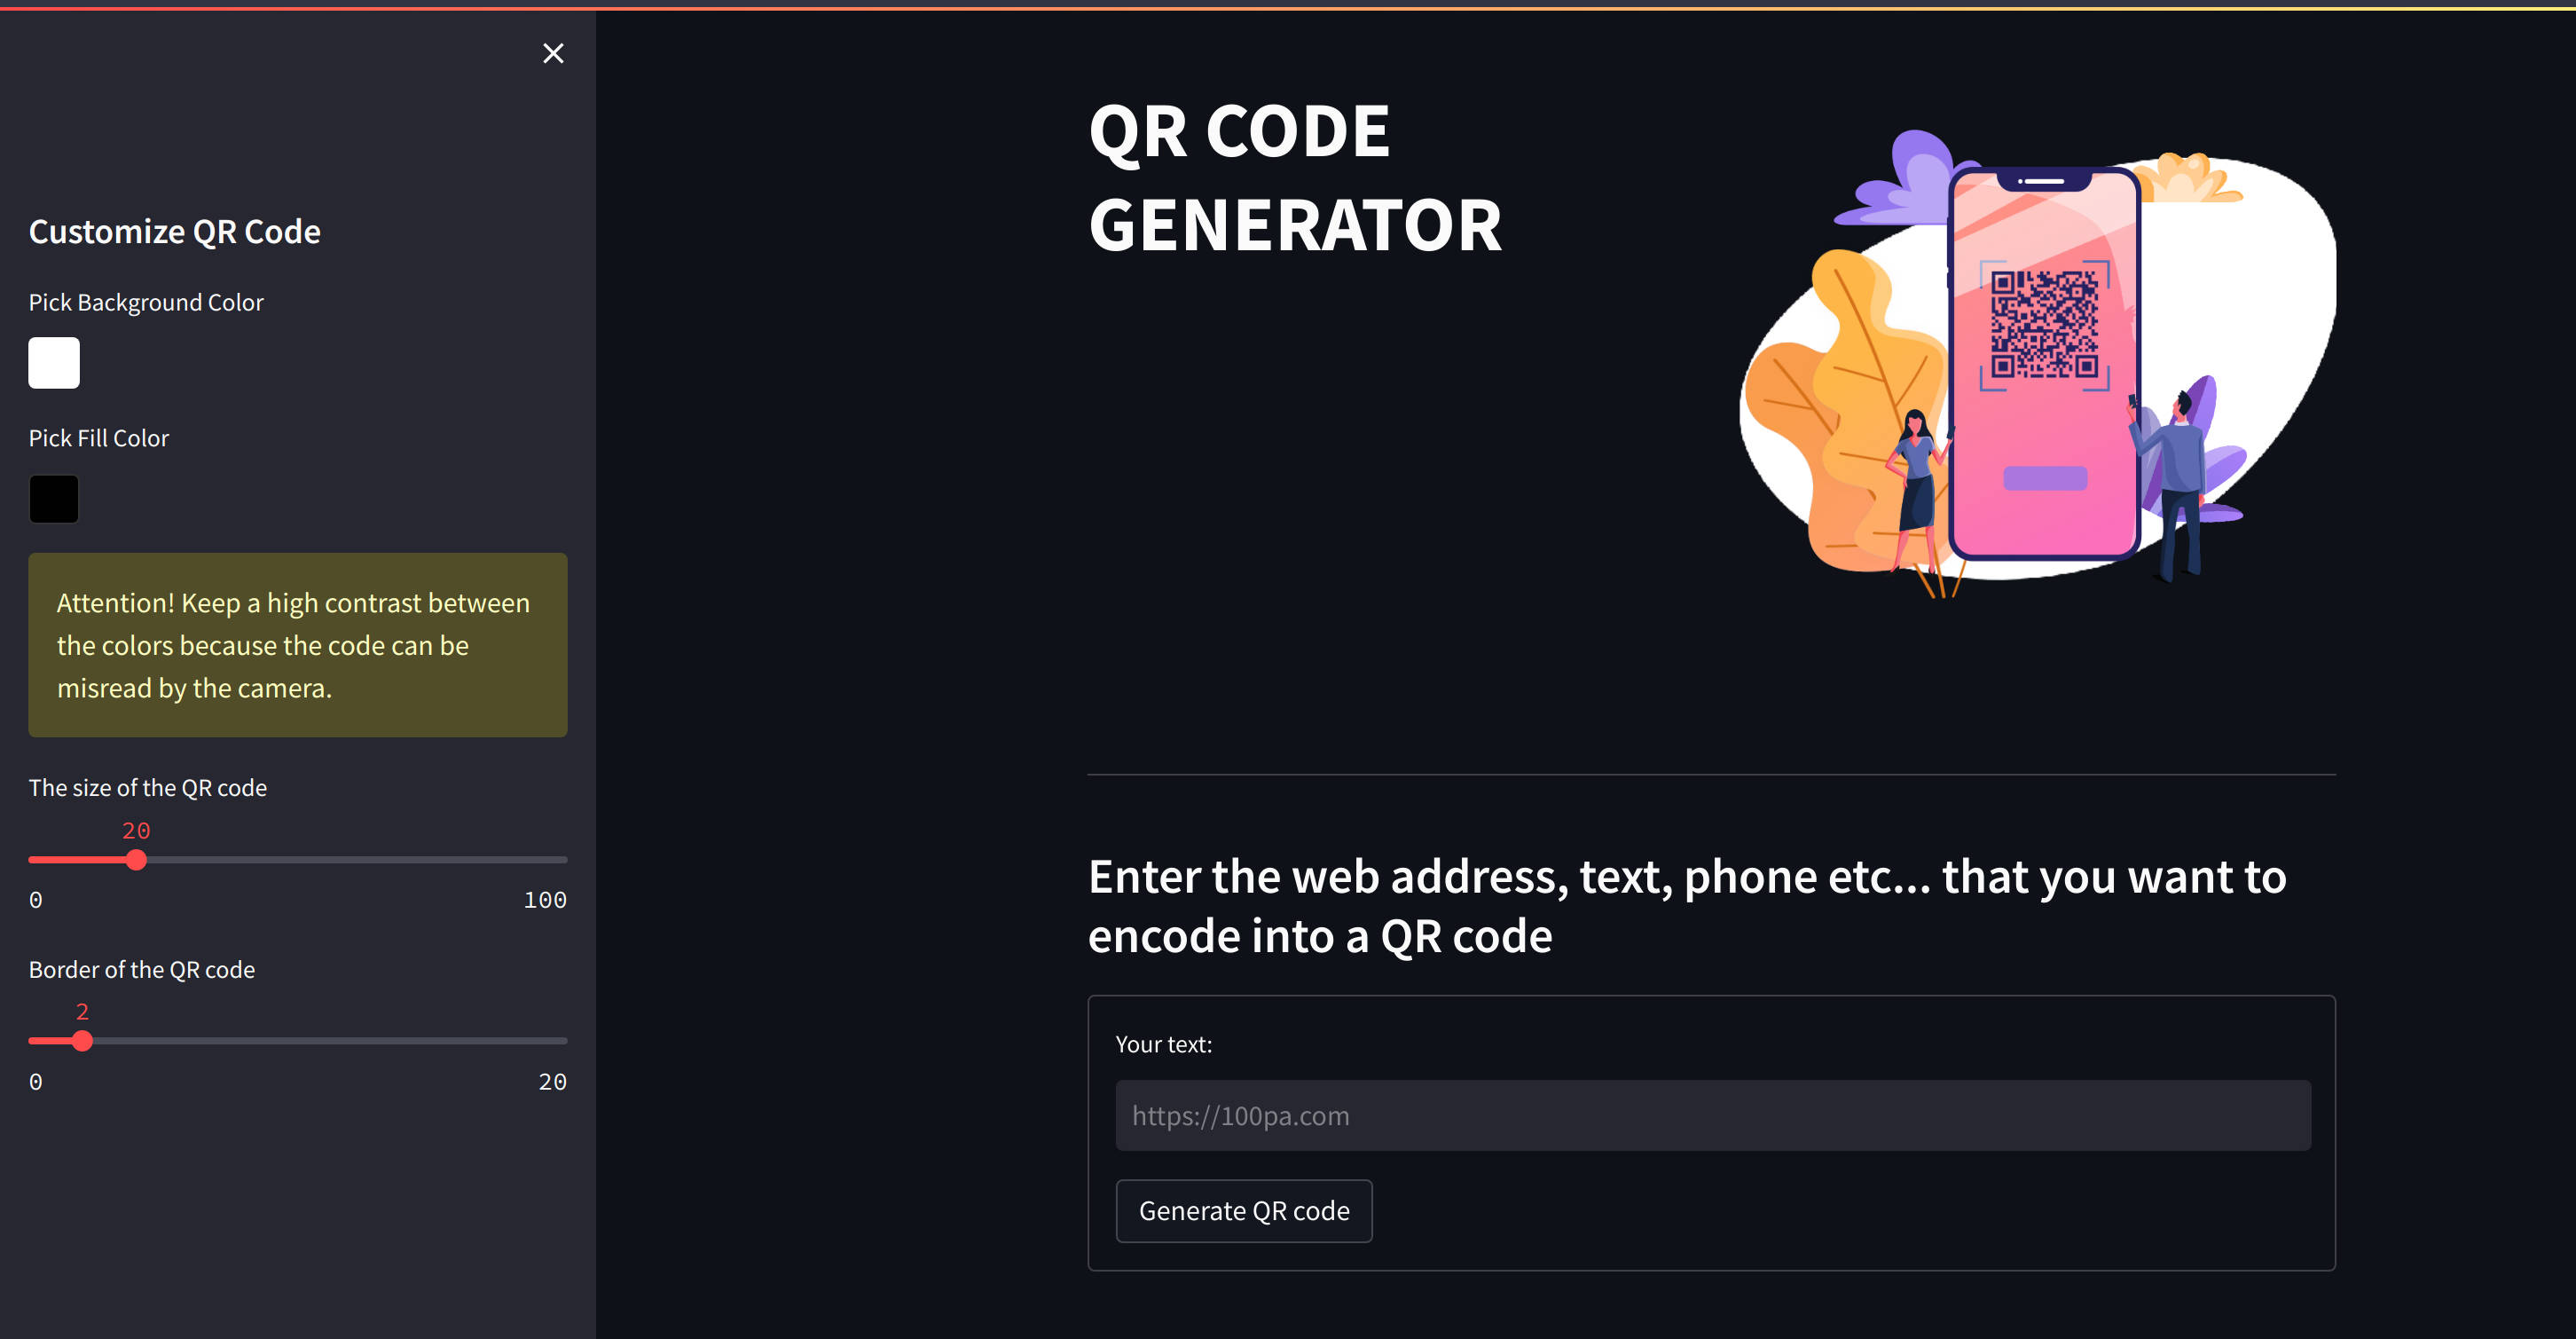 Customize QR Code
Pick Background Color
Pick Fill Color
Attention! Keep a high contrast between
the colors because the code can be
misread by the camera.
The size of the QR code
20
0 100
Border of the QR code
2
0 20
QR CODE
GENERATOR
Enter the web address, text, phone etc... that you want to
encode into a QR code
Your text:
https://100pa.com
Generate QR code